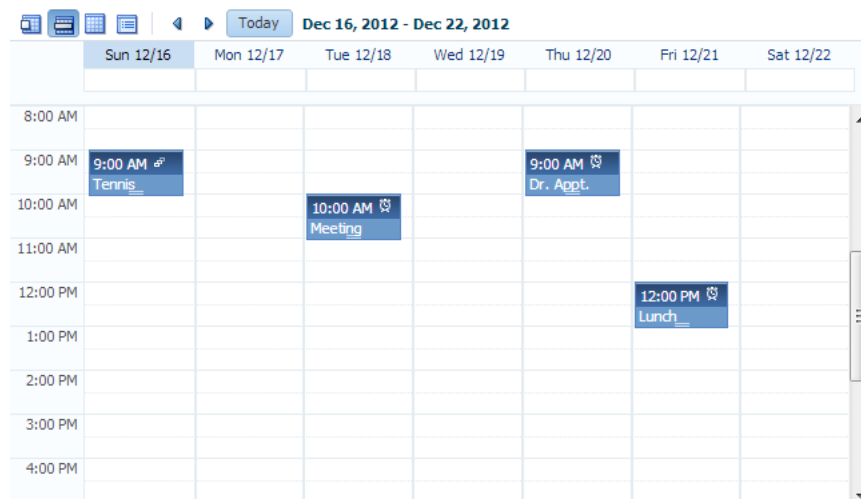 Today Dec 16, 2012 - Dec 22, 2012
Sun 12/16 Mon 12/17 Tue 12/18 Wed 12/19 Thu 12/20 Fri 12/21 Sat 12/22
8:00 AM
9:00 AM
9:00 AM
Tennis
9:00 AM
Dr. Appt.
10:00 AM
10:00 AM
Meeting
11:00 AM
12:00 PM
12:00 PM
Lunch
1:00 PM
2:00 PM
3:00 PM
4:00 PM